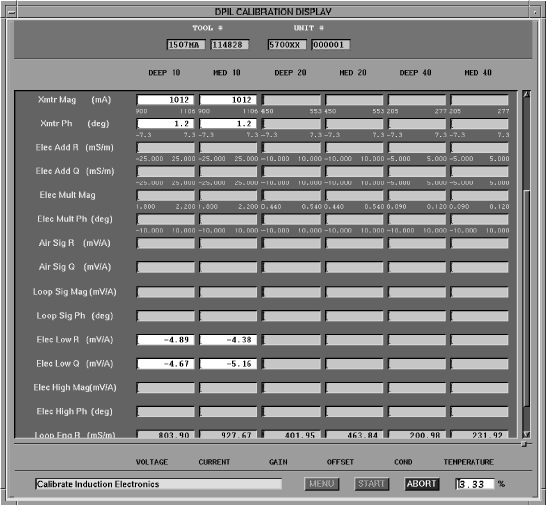 DPIL CALIBRATION DISPLAY
TOOL # UNIT #
1507MA 114828 5700XX 000001
DEEP 10 MED 10 DEEP 20 MED 20 DEEP 40 MED 40
Xmtr Mag (mA) 1012 1012
900 1106 900 1106 450 553 450 553 205 277 205 277
Xmtr Ph (deg) 1.2 1.2
-7.3 7.3 -7.3 7.3 -7.3 7.3 -7.3 7.3 -7.3 7.3 -7.3 7.3
Elec Add R (mS/m)
-25.000 25.000 -25.000 25.000 -10.000 10.000 -10.000 10.000 -5.000 5.000 -5.000 5.000
Elec Add Q (mS/m)
-25.000 25.000 -25.000 25.000 -10.000 10.000 -10.000 10.000 -5.000 5.000 -5.000 5.000
Elec Mult Mag
1.800 2.200 1.800 2.200 0.440 0.540 0.440 0.540 0.090 0.120 0.090 0.120
Elec Mult Ph (deg)
-10.000 10.000 -10.000 10.000 -10.000 10.000 -10.000 10.000 -10.000 10.000 -10.000 10.000
Air Sig R (mV/A)
Air Sig Q (mV/A)
Loop Sig Mag (mV/A)
Loop Sig Ph (deg)
Elec Low R (mV/A) -4.89 -4.38
Elec Low Q (mV/A) -4.67 -5.16
Elec High Mag(mV/A)
Elec High Ph (deg)
Loop Eng R (mS/m) 803.90 927.67 401.95 463.84 200.98 231.92
VOLTAGE CURRENT GAIN OFFSET COND TEMPERATURE
Calibrate Induction Electronics MENU START ABORT 3.33 %